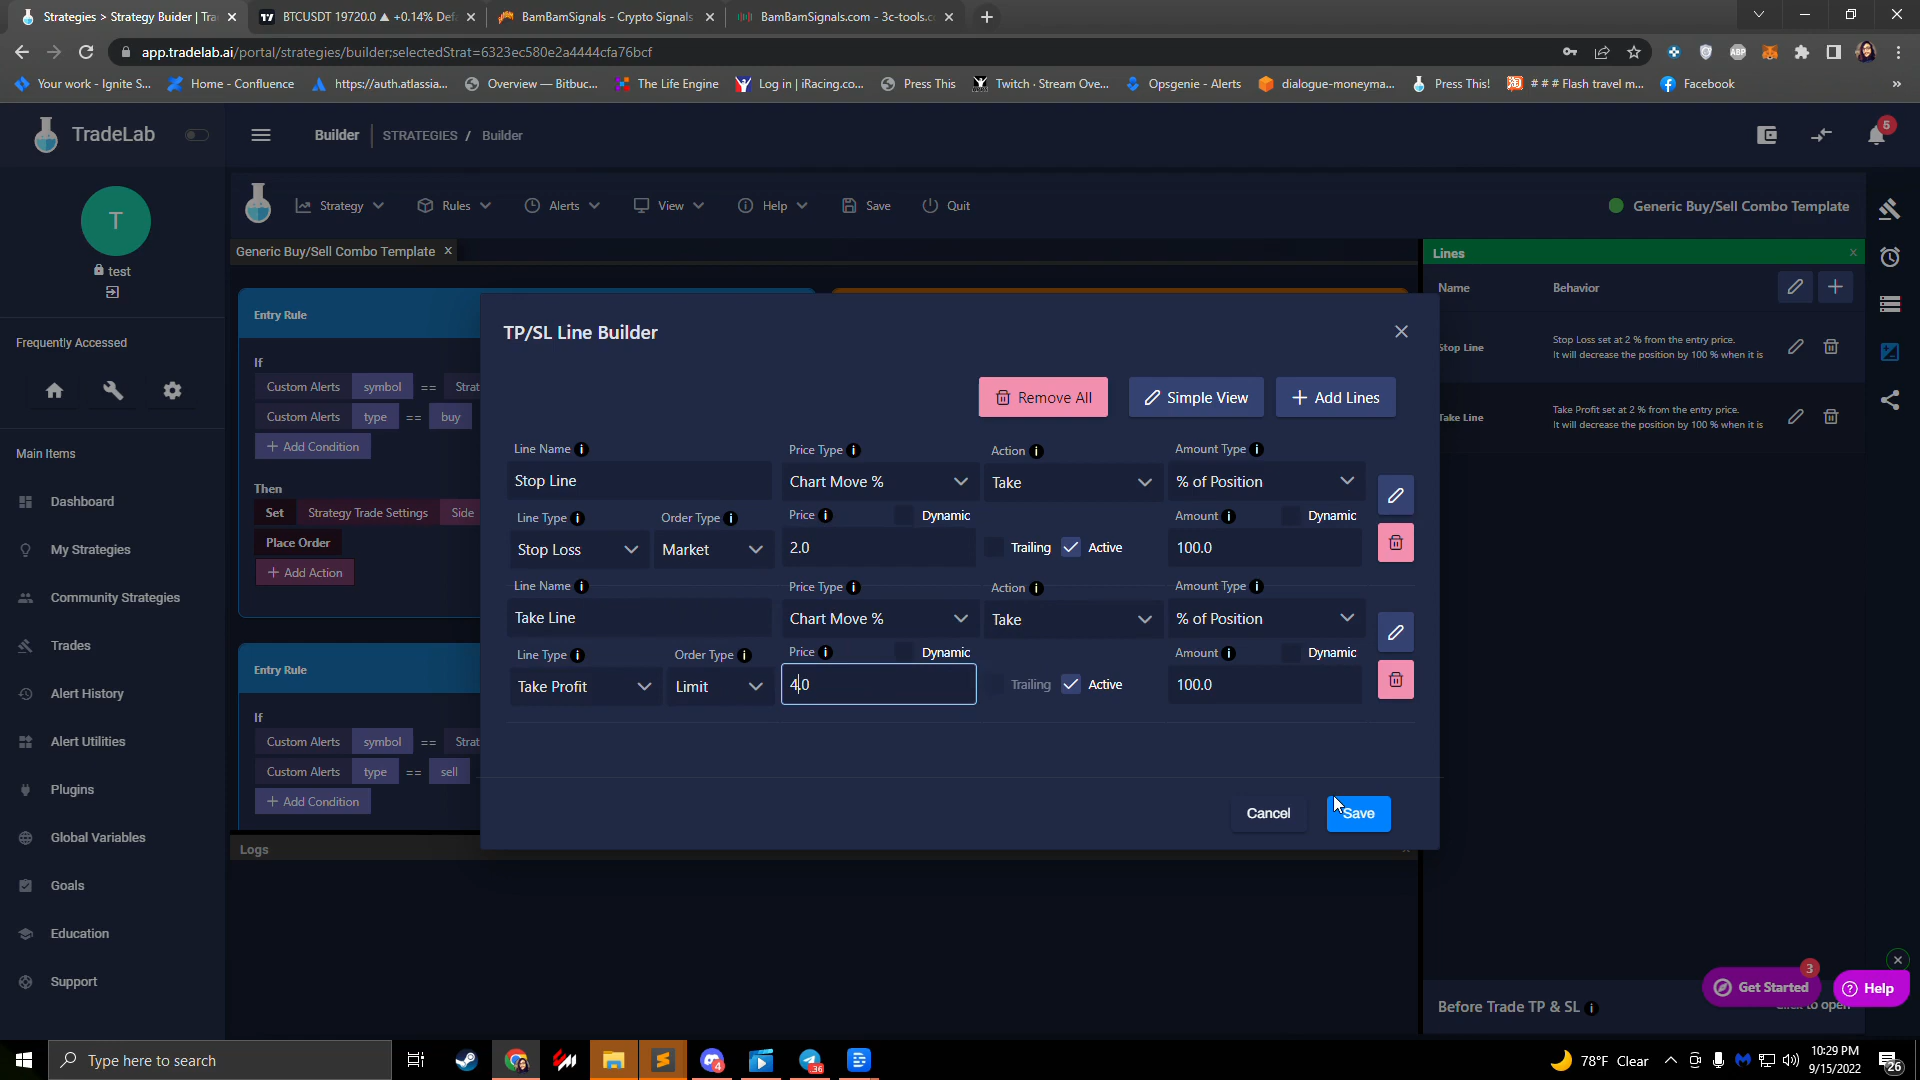 Strategies > Strategy Buider | Tra
BTCUSDT 19720.0 ▲ +0.14% Def
BamBamSignals - Crypto Signals
BamBamSignals.com - 3c-tools.c
app.tradelab.ai/portal/strategies/builder;selectedStrat=6323ec580e2a4444cfa76bcf
Your work - Ignite S...
Home - Confluence
https://auth.atlassia...
Overview — Bitbuc...
The Life Engine
Log in | iRacing.co...
Press This
Twitch - Stream Ove...
Opsgenie - Alerts
dialogue-moneyma...
Press This!
# # # Flash travel m...
Facebook
»
TradeLab
Builder
STRATEGIES / Builder
5
T
test
Frequently Accessed
Main Items
Dashboard
My Strategies
Community Strategies
Trades
Alert History
Alert Utilities
Plugins
Global Variables
Goals
Education
Support
Strategy
Rules
Alerts
View
Help
Save
Quit
Generic Buy/Sell Combo Template
Generic Buy/Sell Combo Template ×
Entry Rule
If
Custom Alerts symbol == Strat
Custom Alerts type == buy
+ Add Condition
Then
Set Strategy Trade Settings Side
Place Order
+ Add Action
Entry Rule
If
Custom Alerts symbol == Strat
Custom Alerts type == sell
+ Add Condition
Logs
TP/SL Line Builder
Remove All
Simple View
+ Add Lines
Line Name
Price Type
Action
Amount Type
Stop Line
Chart Move %
Take
% of Position
Line Type
Order Type
Price
Dynamic
Amount
Dynamic
Stop Loss
Market
2.0
Trailing
Active
100.0
Line Name
Price Type
Action
Amount Type
Take Line
Chart Move %
Take
% of Position
Line Type
Order Type
Price
Dynamic
Amount
Dynamic
Take Profit
Limit
4.0
Trailing
Active
100.0
Cancel
Save
Lines
Name
Behavior
Stop Line
Stop Loss set at 2 % from the entry price.
It will decrease the position by 100 % when it is
Take Line
Take Profit set at 2 % from the entry price.
It will decrease the position by 100 % when it is
Before Trade TP & SL
Click to open
Get Started
3
Help
Type here to search
4
36
78°F Clear
10:29 PM
9/15/2022
26